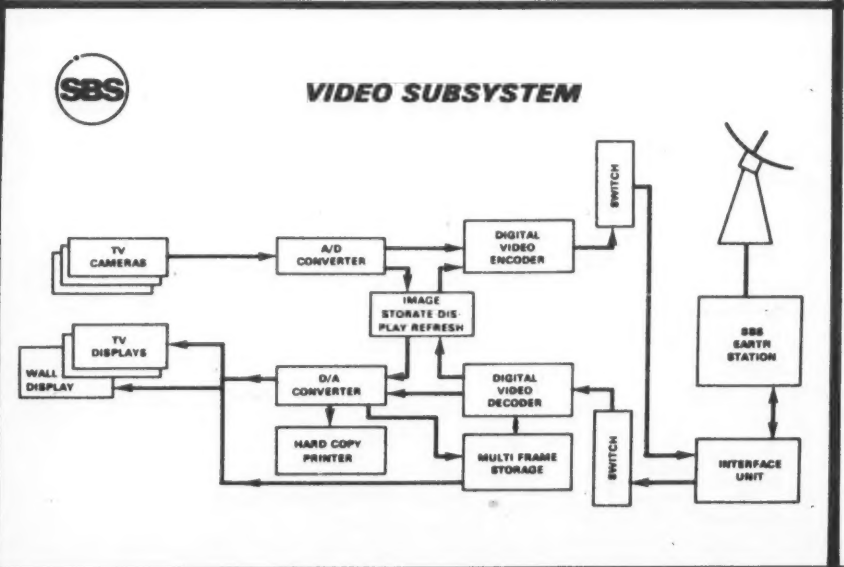 SBS
VIDEO SUBSYSTEM
TV
CAMERAS
A/D
CONVERTER
DIGITAL
VIDEO
ENCODER
SWITCH
IMAGE
STORATE·DIS-
PLAY REFRESH
TV
DISPLAYS
WALL
DISPLAY
D/A
CONVERTER
DIGITAL
VIDEO
DECODER
SBS
EARTH
STATION
HARD COPY
PRINTER
MULTI FRAME
STORAGE
SWITCH
INTERFACE
UNIT